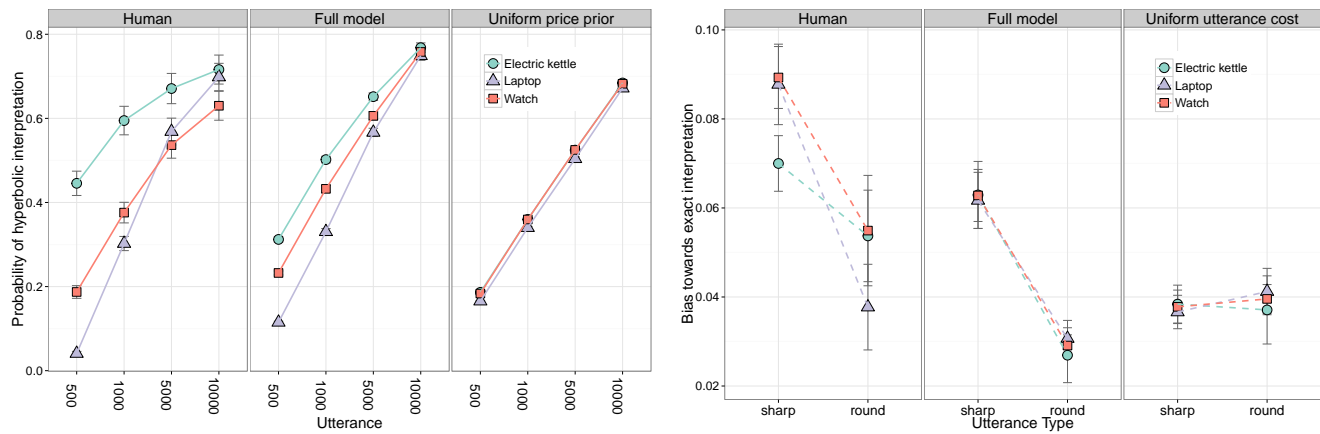 Human Full model Uniform price prior
Probability of hyperbolic interpretation
0.8
0.6
0.4
0.2
0.0
Electric kettle
Laptop
Watch
500 1000 5000 10000 500 1000 5000 10000 500 1000 5000 10000
Utterance
Human Full model Uniform utterance cost
Bias towards exact interpretation
0.10
0.08
0.06
0.04
0.02
Electric kettle
Laptop
Watch
sharp round sharp round sharp round
Utterance Type